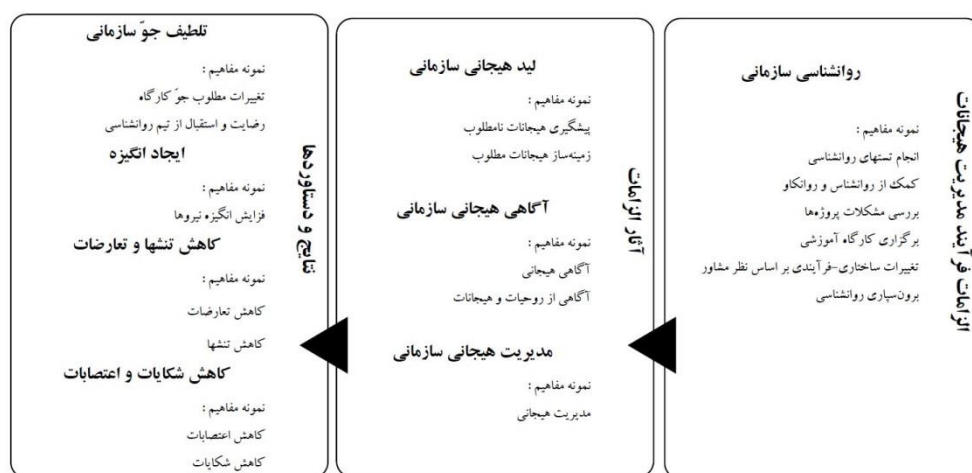 الزامات فرآیند مدیریت هیجانات
روانشناسی سازمانی
نمونه مفاهیم :
انجام تستهای روانشناسی
کمک از روانشناس و روانکاو
بررسی مشکلات پروژه‌ها
برگزاری کارگاه آموزشی
تغییرات ساختاری-فرآیندی بر اساس نظر مشاور
برون‌سپاری روانشناسی
آثار الزامات
لید هیجانی سازمانی
نمونه مفاهیم :
پیشگیری هیجانات نامطلوب
زمینه‌ساز هیجانات مطلوب
آگاهی هیجانی سازمانی
نمونه مفاهیم :
آگاهی هیجانی
آگاهی از روحیات و هیجانات
مدیریت هیجانی سازمانی
نمونه مفاهیم :
مدیریت هیجانی
نتایج و دستاوردها
تلطیف جوّ سازمانی
نمونه مفاهیم :
تغییرات مطلوب جوّ کارگاه
رضایت و استقبال از تیم روانشناسی
ایجاد انگیزه
نمونه مفاهیم :
فزایش انگیزه نیروها
کاهش تنشها و تعارضات
نمونه مفاهیم :
کاهش تعارضات
کاهش تنشها
کاهش شکایات و اعتصابات
نمونه مفاهیم :
کاهش اعتصابات
کاهش شکایات